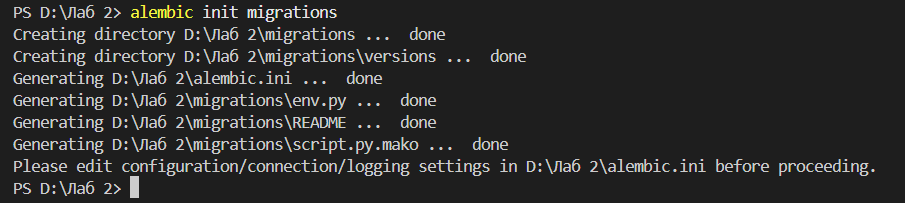 PS D:\Лаб 2> alembic init migrations
Creating directory D:\Лаб 2\migrations ...  done
Creating directory D:\Лаб 2\migrations\versions ...  done
Generating D:\Лаб 2\alembic.ini ...  done
Generating D:\Лаб 2\migrations\env.py ...  done
Generating D:\Лаб 2\migrations\README ...  done
Generating D:\Лаб 2\migrations\script.py.mako ...  done
Please edit configuration/connection/logging settings in D:\Лаб 2\alembic.ini before proceeding.
PS D:\Лаб 2>